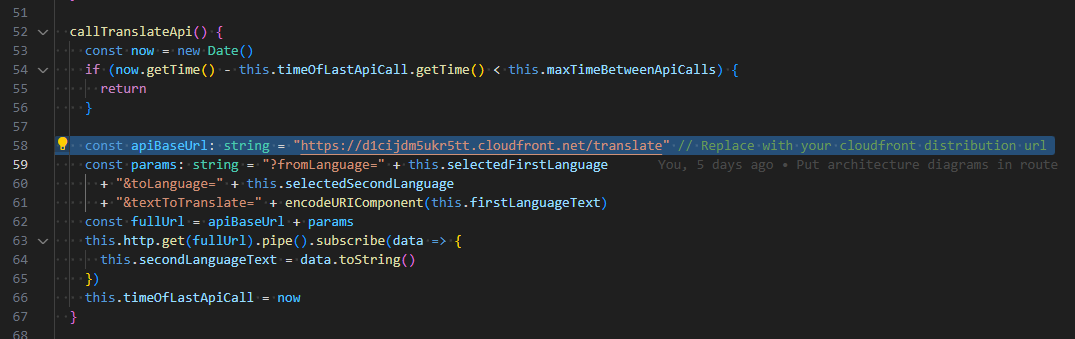 51
52 callTranslateApi() {
53 const now = new Date()
54 if (now.getTime() - this.timeOfLastApiCall.getTime() < this.maxTimeBetweenApiCalls) {
55 return
56 }
57
58 const apiBaseUrl: string = "https://d1cijdm5ukr5tt.cloudfront.net/translate" // Replace with your cloudfront distribution url
59 const params: string = "?fromLanguage=" + this.selectedFirstLanguage You, 5 days ago • Put architecture diagrams in route
60 + "&toLanguage=" + this.selectedSecondLanguage
61 + "&textToTranslate=" + encodeURIComponent(this.firstLanguageText)
62 const fullUrl = apiBaseUrl + params
63 this.http.get(fullUrl).pipe().subscribe(data => {
64 this.secondLanguageText = data.toString()
65 })
66 this.timeOfLastApiCall = now
67 }
68